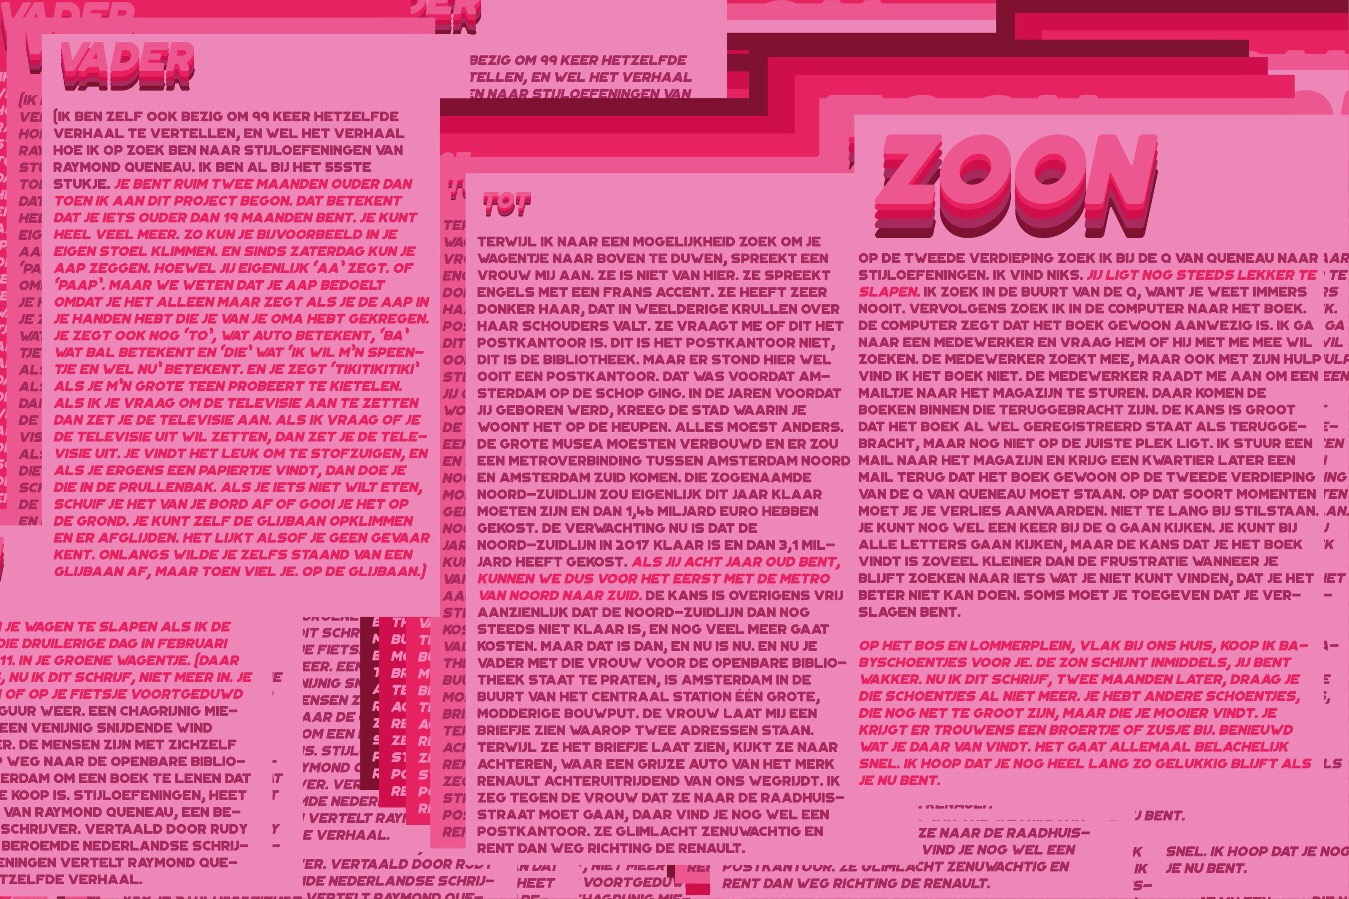 VADER
(IK BEN ZELF OOK BEZIG OM 99 KEER HETZELFDE
VERHAAL TE VERTELLEN, EN WEL HET VERHAAL
HOE IK OP ZOEK BEN NAAR STIJLOEFENINGEN VAN
RAYMOND QUENEAU. IK BEN AL BIJ HET 55STE
STUKJE. JE BENT RUIM TWEE MAANDEN OUDER DAN
TOEN IK AAN DIT PROJECT BEGON. DAT BETEKENT
DAT JE IETS OUDER DAN 19 MAANDEN BENT. JE KUNT
HEEL VEEL MEER. ZO KUN JE BIJVOORBEELD IN JE
EIGEN STOEL KLIMMEN. EN SINDS ZATERDAG KUN JE
AAP ZEGGEN. HOEWEL JIJ EIGENLIJK 'AA' ZEGT. OF
'PAAP'. MAAR WE WETEN DAT JE AAP BEDOELT
OMDAT JE HET ALLEEN MAAR ZEGT ALS JE DE AAP IN
JE HANDEN HEBT DIE JE VAN JE OMA HEBT GEKREGEN.
JE ZEGT OOK NOG 'TO', WAT AUTO BETEKENT, 'BA'
WAT BAL BETEKENT EN 'DIE' WAT 'IK WIL M'N SPEEN-
TJE EN WEL NU' BETEKENT. EN JE ZEGT 'TIKITIKITIKI'
ALS JE M'N GROTE TEEN PROBEERT TE KIETELEN.
ALS IK JE VRAAG OM DE TELEVISIE AAN TE ZETTEN
DAN ZET JE DE TELEVISIE AAN. ALS IK VRAAG OF JE
DE TELEVISIE UIT WIL ZETTEN, DAN ZET JE DE TELE-
VISIE UIT. JE VINDT HET LEUK OM TE STOFZUIGEN, EN
ALS JE ERGENS EEN PAPIERTJE VINDT, DAN DOE JE
DIE IN DE PRULLENBAK. ALS JE IETS NIET WILT ETEN,
SCHUIF JE HET VAN JE BORD AF OF GOOI JE HET OP
DE GROND. JE KUNT ZELF DE GLIJBAAN OPKLIMMEN
EN ER AFGLIJDEN. HET LIJKT ALSOF JE GEEN GEVAAR
KENT. ONLANGS WILDE JE ZELFS STAAND VAN EEN
GLIJBAAN AF, MAAR TOEN VIEL JE. OP DE GLIJBAAN.)
BEZIG OM 99 KEER HETZELFDE
TELLEN, EN WEL HET VERHAAL
EN NAAR STIJLOEFENINGEN VAN
TOT
TERWIJL IK NAAR EEN MOGELIJKHEID ZOEK OM JE
WAGENTJE NAAR BOVEN TE DUWEN, SPREEKT EEN
VROUW MIJ AAN. ZE IS NIET VAN HIER. ZE SPREEKT
ENGELS MET EEN FRANS ACCENT. ZE HEEFT ZEER
DONKER HAAR, DAT IN WEELDERIGE KRULLEN OVER
HAAR SCHOUDERS VALT. ZE VRAAGT ME OF DIT HET
POSTKANTOOR IS. DIT IS HET POSTKANTOOR NIET,
DIT IS DE BIBLIOTHEEK. MAAR ER STOND HIER WEL
OOIT EEN POSTKANTOOR. DAT WAS VOORDAT AM-
STERDAM OP DE SCHOP GING. IN DE JAREN VOORDAT
JIJ GEBOREN WERD, KREEG DE STAD WAARIN JE
WOONT HET OP DE HEUPEN. ALLES MOEST ANDERS.
DE GROTE MUSEA MOESTEN VERBOUWD EN ER ZOU
EEN METROVERBINDING TUSSEN AMSTERDAM NOORD
EN AMSTERDAM ZUID KOMEN. DIE ZOGENAAMDE
NOORD-ZUIDLIJN ZOU EIGENLIJK DIT JAAR KLAAR
MOETEN ZIJN EN DAN 1,46 MILJARD EURO HEBBEN
GEKOST. DE VERWACHTING NU IS DAT DE
NOORD-ZUIDLIJN IN 2017 KLAAR IS EN DAN 3,1 MIL-
JARD HEEFT GEKOST. ALS JIJ ACHT JAAR OUD BENT,
KUNNEN WE DUS VOOR HET EERST MET DE METRO
VAN NOORD NAAR ZUID. DE KANS IS OVERIGENS VRIJ
AANZIENLIJK DAT DE NOORD-ZUIDLIJN DAN NOG
STEEDS NIET KLAAR IS, EN NOG VEEL MEER GAAT
KOSTEN. MAAR DAT IS DAN, EN NU IS NU. EN NU JE
VADER MET DIE VROUW VOOR DE OPENBARE BIBLIO-
THEEK STAAT TE PRATEN, IS AMSTERDAM IN DE
BUURT VAN HET CENTRAAL STATION ÉÉN GROTE,
MODDERIGE BOUWPUT. DE VROUW LAAT MIJ EEN
BRIEFJE ZIEN WAAROP TWEE ADRESSEN STAAN.
TERWIJL ZE HET BRIEFJE LAAT ZIEN, KIJKT ZE NAAR
ACHTEREN, WAAR EEN GRIJZE AUTO VAN HET MERK
RENAULT ACHTERUITRIJDEND VAN ONS WEGRIJDT. IK
ZEG TEGEN DE VROUW DAT ZE NAAR DE RAADHUIS-
STRAAT MOET GAAN, DAAR VIND JE NOG WEL EEN
POSTKANTOOR. ZE GLIMLACHT ZENUWACHTIG EN
RENT DAN WEG RICHTING DE RENAULT.
ZOON
OP DE TWEEDE VERDIEPING ZOEK IK BIJ DE Q VAN QUENEAU NAAR
STIJLOEFENINGEN. IK VIND NIKS. JIJ LIGT NOG STEEDS LEKKER TE
SLAPEN. IK ZOEK IN DE BUURT VAN DE Q, WANT JE WEET IMMERS
NOOIT. VERVOLGENS ZOEK IK IN DE COMPUTER NAAR HET BOEK.
DE COMPUTER ZEGT DAT HET BOEK GEWOON AANWEZIG IS. IK GA
NAAR EEN MEDEWERKER EN VRAAG HEM OF HIJ MET ME MEE WIL
ZOEKEN. DE MEDEWERKER ZOEKT MEE, MAAR OOK MET ZIJN HULP
VIND IK HET BOEK NIET. DE MEDEWERKER RAADT ME AAN OM EEN
MAILTJE NAAR HET MAGAZIJN TE STUREN. DAAR KOMEN DE
BOEKEN BINNEN DIE TERUGGEBRACHT ZIJN. DE KANS IS GROOT
DAT HET BOEK AL WEL GEREGISTREERD STAAT ALS TERUGGE-
BRACHT, MAAR NOG NIET OP DE JUISTE PLEK LIGT. IK STUUR EEN
MAIL NAAR HET MAGAZIJN EN KRIJG EEN KWARTIER LATER EEN
MAIL TERUG DAT HET BOEK GEWOON OP DE TWEEDE VERDIEPING
VAN DE Q VAN QUENEAU MOET STAAN. OP DAT SOORT MOMENTEN
MOET JE JE VERLIES AANVAARDEN. NIET TE LANG BIJ STILSTAAN.
JE KUNT NOG WEL EEN KEER BIJ DE Q GAAN KIJKEN. JE KUNT BIJ
ALLE LETTERS GAAN KIJKEN, MAAR DE KANS DAT JE HET BOEK
VINDT IS ZOVEEL KLEINER DAN DE FRUSTRATIE WANNEER JE
BLIJFT ZOEKEN NAAR IETS WAT JE NIET KUNT VINDEN, DAT JE HET
BETER NIET KAN DOEN. SOMS MOET JE TOEGEVEN DAT JE VER-
SLAGEN BENT.
OP HET BOS EN LOMMERPLEIN, VLAK BIJ ONS HUIS, KOOP IK BA-
BYSCHOENTJES VOOR JE. DE ZON SCHIJNT INMIDDELS, JIJ BENT
WAKKER. NU IK DIT SCHRIJF, TWEE MAANDEN LATER, DRAAG JE
DIE SCHOENTJES AL NIET MEER. JE HEBT ANDERE SCHOENTJES,
DIE NOG NET TE GROOT ZIJN, MAAR DIE JE MOOIER VINDT. JE
KRIJGT ER TROUWENS EEN BROERTJE OF ZUSJE BIJ. BENIEUWD
WAT JE DAAR VAN VINDT. HET GAAT ALLEMAAL BELACHELIJK
SNEL. IK HOOP DAT JE NOG HEEL LANG ZO GELUKKIG BLIJFT ALS
JE NU BENT.
JE WAGEN TE SLAPEN ALS IK DE
DIE DRUILERIGE DAG IN FEBRUARI
11. IN JE GROENE WAGENTJE. (DAAR
, NU IK DIT SCHRIJF, NIET MEER IN. JE
OF OP JE FIETSJE VOORTGEDUWD
GUUR WEER. EEN CHAGRIJNIG MIE-
EEN VENIJNIG SNIJDENDE WIND
ER. DE MENSEN ZIJN MET ZICHZELF
WEG NAAR DE OPENBARE BIBLIO-
ERDAM OM EEN BOEK TE LENEN DAT
E KOOP IS. STIJLOEFENINGEN, HEET
VAN RAYMOND QUENEAU, EEN BE-
SCHRIJVER. VERTAALD DOOR RUDY
BEROEMDE NEDERLANDSE SCHRIJ-
ENINGEN VERTELT RAYMOND QUE-
TZELFDE VERHAAL.
E VERHAAL.
VER. VERTAALD DOOR RUDY
DE NEDERLANDSE SCHRIJ-
VERTELT RAYMOND QUE-
HEET
VOORTGEDUW
ZE NAAR DE RAADHUIS-
VIND JE NOG WEL EEN
POSTKANTOOR. ZE GLIMLACHT ZENUWACHTIG EN
RENT DAN WEG RICHTING DE RENAULT.
U BENT.
SNEL. IK HOOP DAT JE NOG
JE NU BENT.